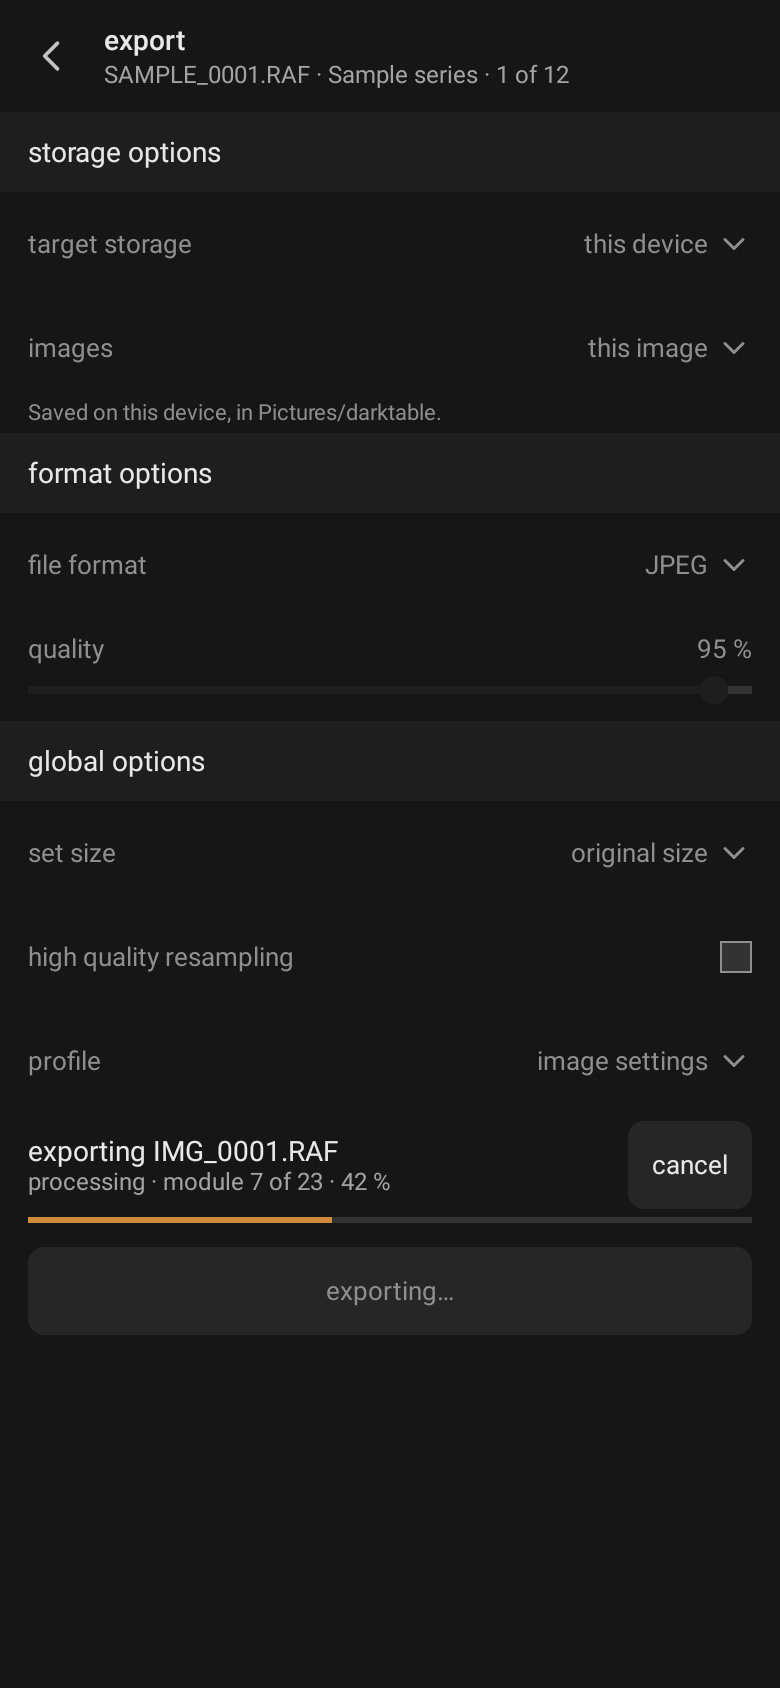 export
SAMPLE_0001.RAF · Sample series · 1 of 12
storage options
target storage this device
images this image
Saved on this device, in Pictures/darktable.
format options
file format JPEG
quality 95 %
global options
set size original size
high quality resampling
profile image settings
exporting IMG_0001.RAF
processing · module 7 of 23 · 42 %
cancel
exporting…